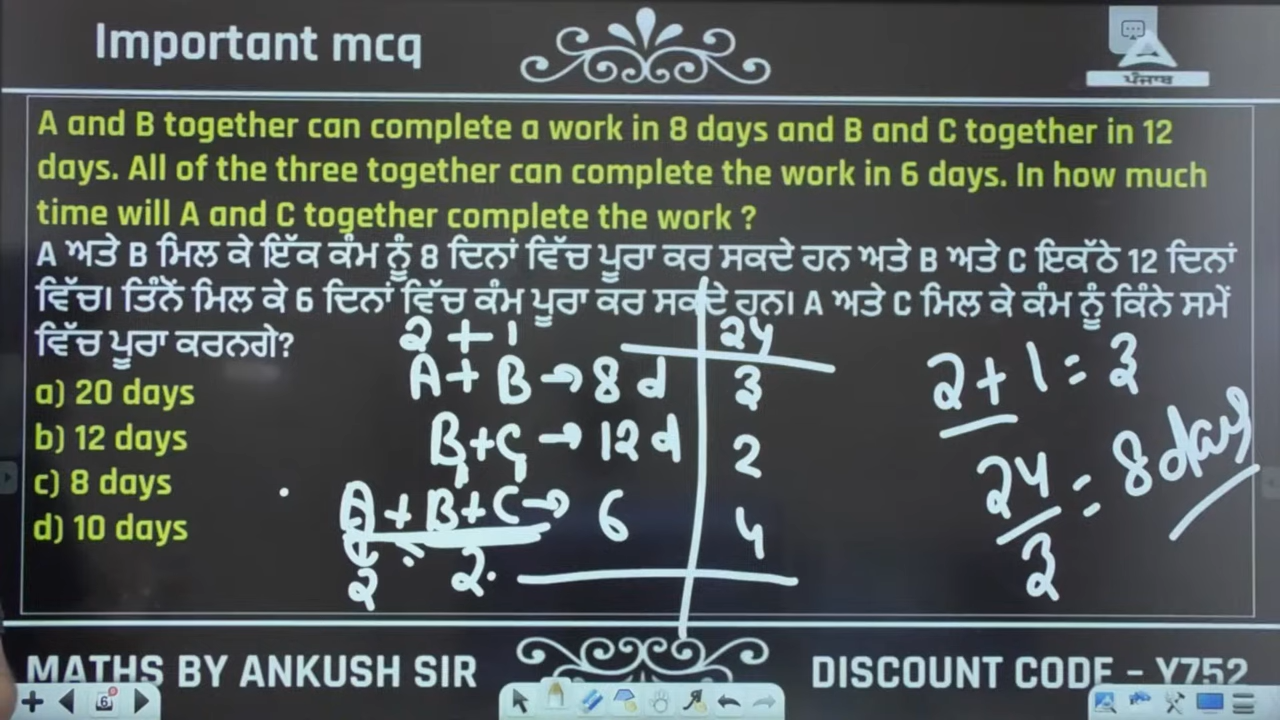 Important mcq
ਪੰਜਾਬ
A and B together can complete a work in 8 days and B and C together in 12
days. All of the three together can complete the work in 6 days. In how much
time will A and C together complete the work ?
A ਅਤੇ B ਮਿਲ ਕੇ ਇੱਕ ਕੰਮ ਨੂੰ 8 ਦਿਨਾਂ ਵਿੱਚ ਪੂਰਾ ਕਰ ਸਕਦੇ ਹਨ ਅਤੇ B ਅਤੇ C ਇਕੱਠੇ 12 ਦਿਨਾਂ
ਵਿੱਚ। ਤਿੰਨੋਂ ਮਿਲ ਕੇ 6 ਦਿਨਾਂ ਵਿੱਚ ਕੰਮ ਪੂਰਾ ਕਰ ਸਕਦੇ ਹਨ। A ਅਤੇ C ਮਿਲ ਕੇ ਕੰਮ ਨੂੰ ਕਿੰਨੇ ਸਮੇਂ
ਵਿੱਚ ਪੂਰਾ ਕਰਨਗੇ?
a) 20 days
b) 12 days
c) 8 days
d) 10 days
2 + 1
24
A + B → 8 d 3
B + C → 12 d 2
A + B + C → 6 4
2 2
2 + 1 = 3
24/3 = 8 days
MATHS BY ANKUSH SIR
DISCOUNT CODE - Y752
6